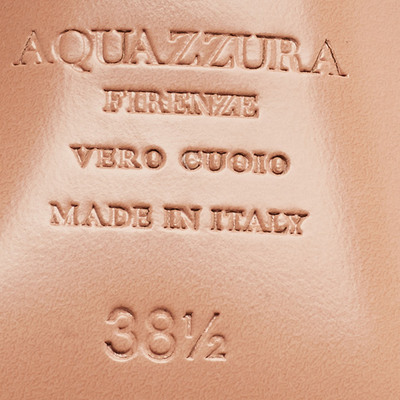 AQUAZZURA
FIRENZE
VERO CUOIO
MADE IN ITALY
38½